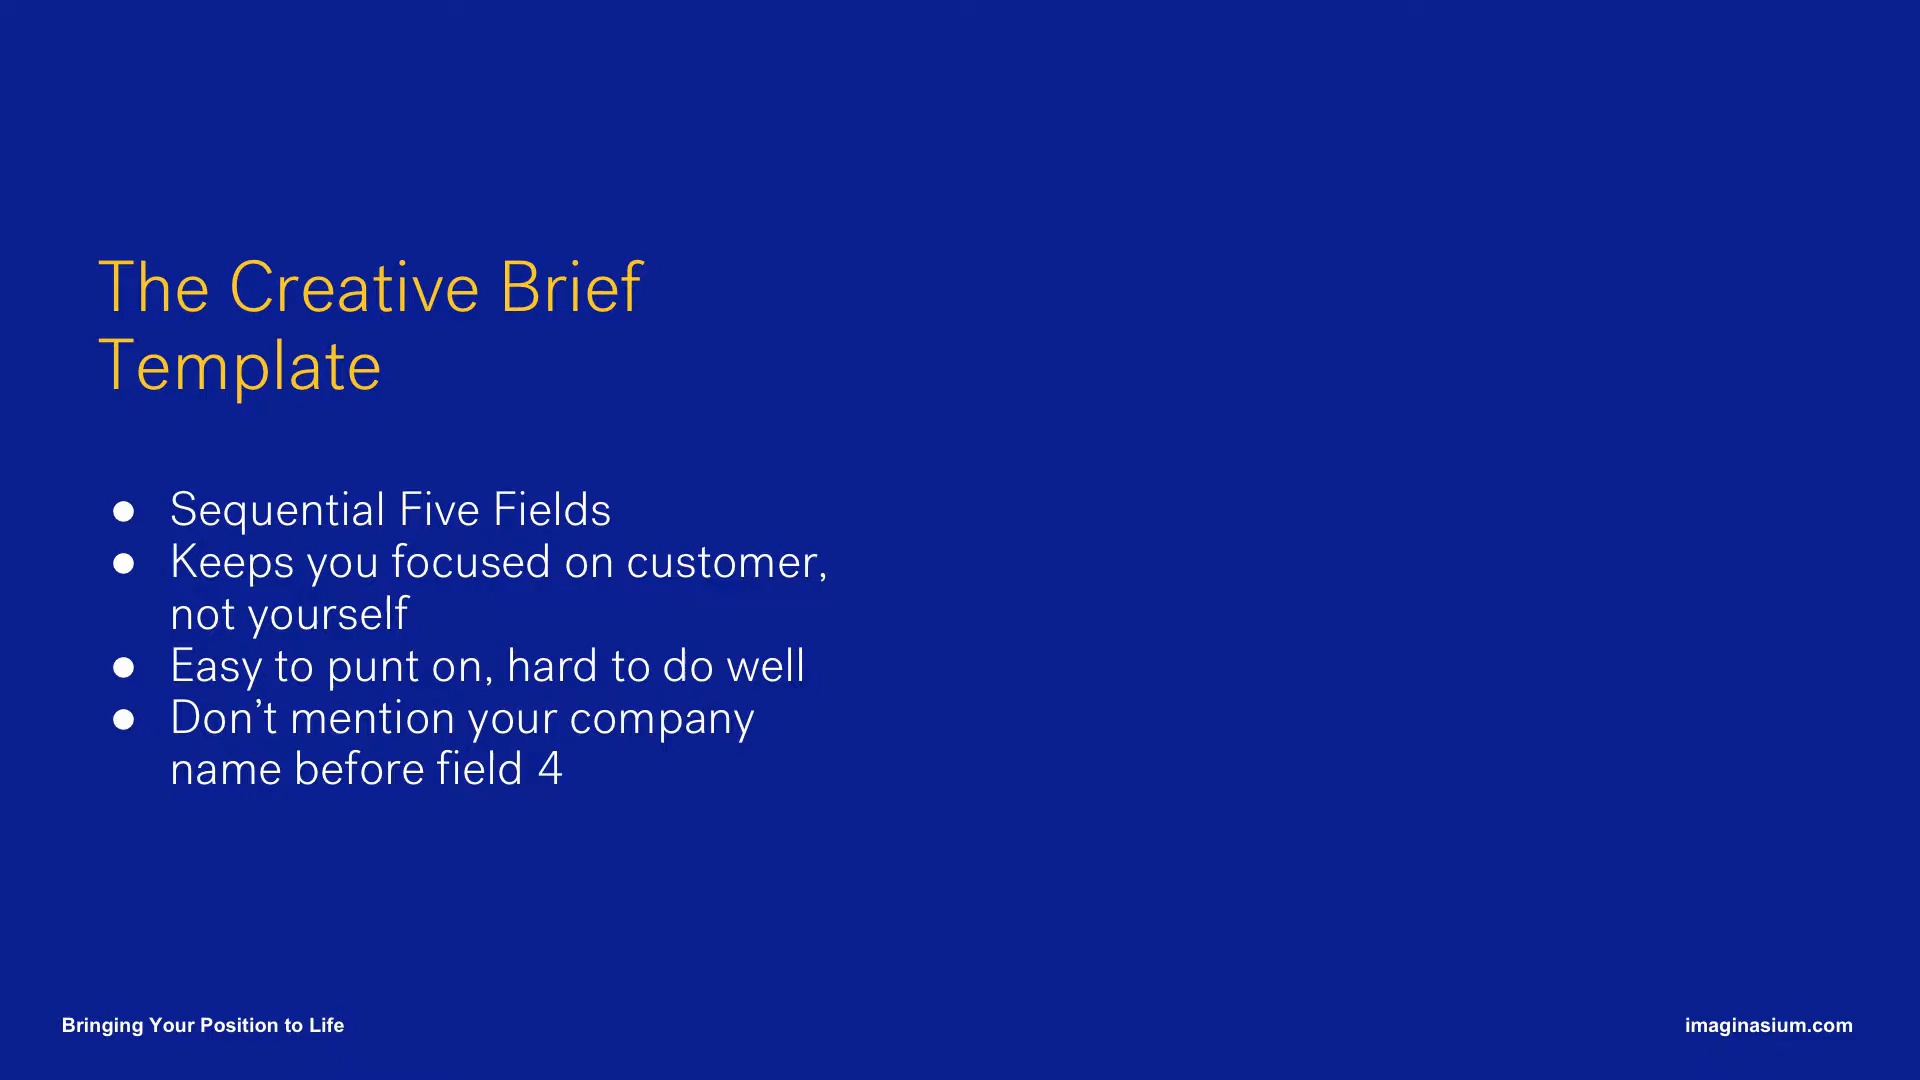 The Creative Brief
Template
● Sequential Five Fields
● Keeps you focused on customer,
not yourself
● Easy to punt on, hard to do well
● Don’t mention your company
name before field 4
Bringing Your Position to Life
imaginasium.com